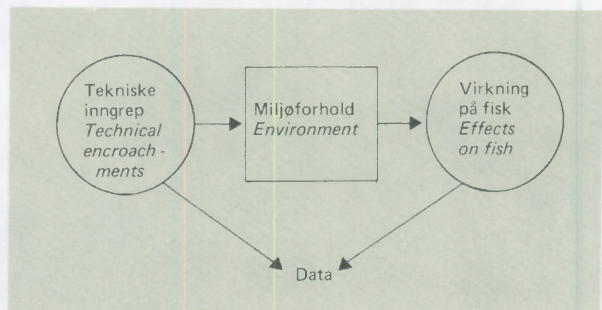 Tekniske
inngrep
Technical
encroach-
ments
Miljøforhold
Environment
Virkning
på fisk
Effects
on fish
Data